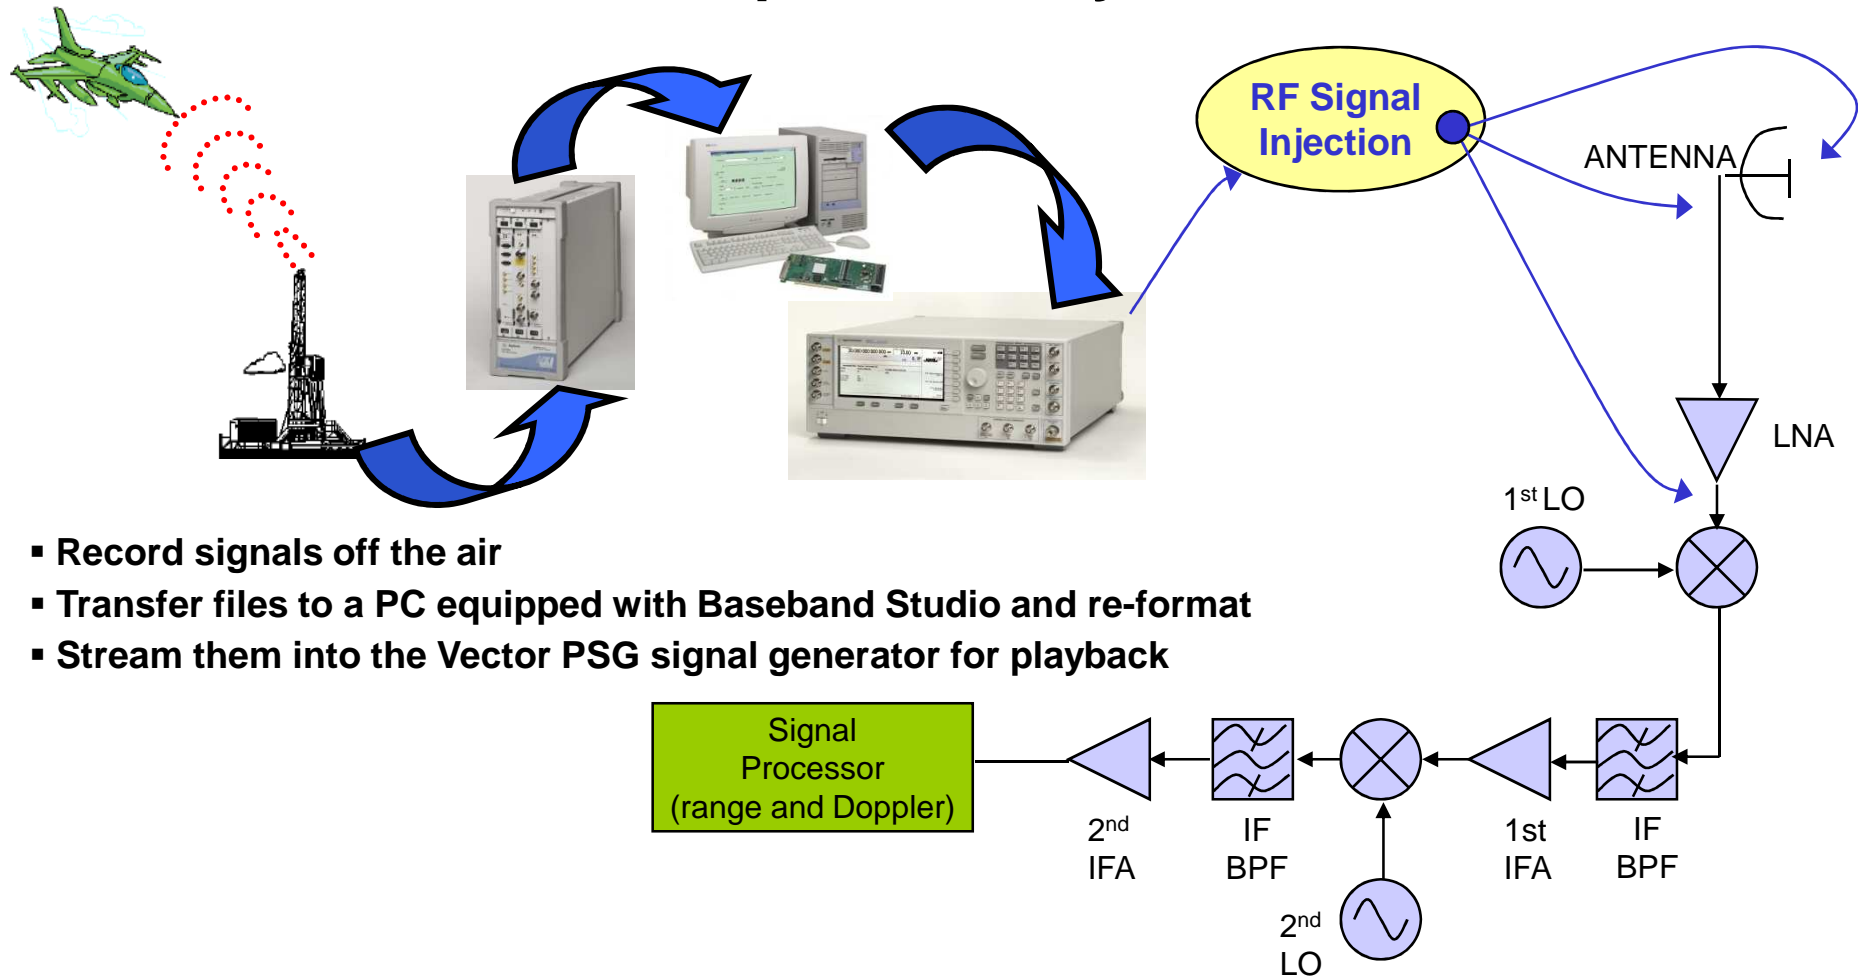 RF Signal
Injection
ANTENNA
LNA
1st LO
▪ Record signals off the air
▪ Transfer files to a PC equipped with Baseband Studio and re-format
▪ Stream them into the Vector PSG signal generator for playback
Signal
Processor
(range and Doppler)
2nd
IFA
IF
BPF
1st
IFA
IF
BPF
2nd
LO